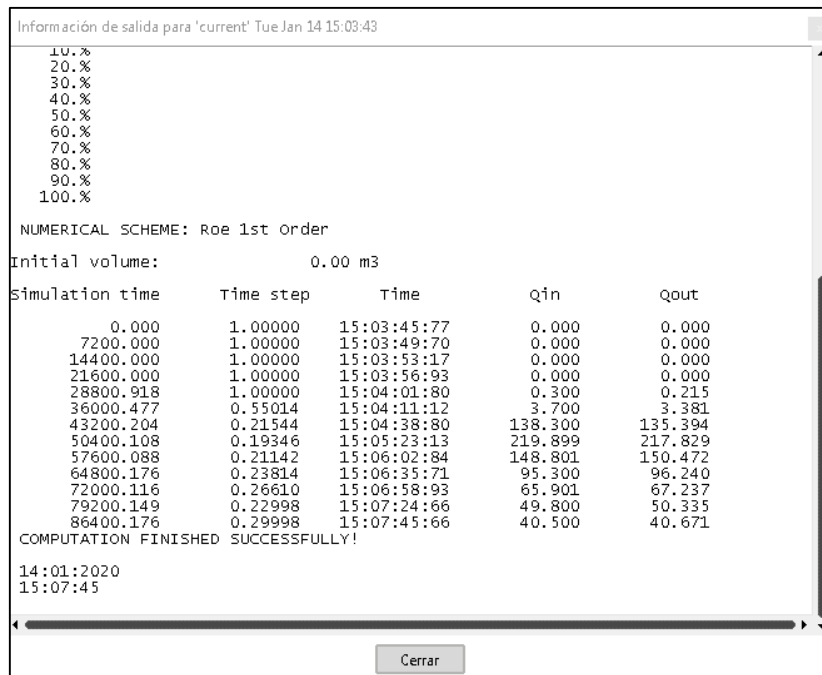 Información de salida para 'current' Tue Jan 14 15:03:43
10.%
20.%
30.%
40.%
50.%
60.%
70.%
80.%
90.%
100.%
NUMERICAL SCHEME: Roe 1st Order
Initial volume: 0.00 m3
Simulation time Time step Time Qin Qout
0.000 1.00000 15:03:45:77 0.000 0.000
7200.000 1.00000 15:03:49:70 0.000 0.000
14400.000 1.00000 15:03:53:17 0.000 0.000
21600.000 1.00000 15:03:56:93 0.000 0.000
28800.918 1.00000 15:04:01:80 0.300 0.215
36000.477 0.55014 15:04:11:12 3.700 3.381
43200.204 0.21544 15:04:38:80 138.300 135.394
50400.108 0.19346 15:05:23:13 219.899 217.829
57600.088 0.21142 15:06:02:84 148.801 150.472
64800.176 0.23814 15:06:35:71 95.300 96.240
72000.116 0.26610 15:06:58:93 65.901 67.237
79200.149 0.22998 15:07:24:66 49.800 50.335
86400.176 0.29998 15:07:45:66 40.500 40.671
COMPUTATION FINISHED SUCCESSFULLY!
14:01:2020
15:07:45
Cerrar